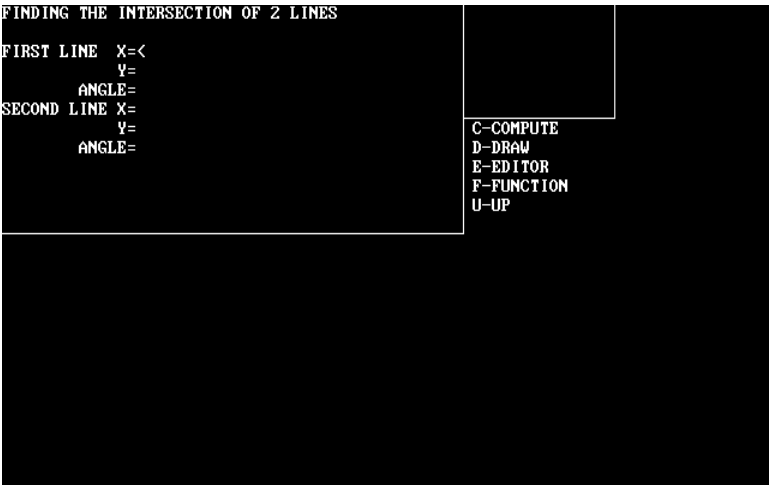 FINDING THE INTERSECTION OF 2 LINES
FIRST LINE X=<
Y=
ANGLE=
SECOND LINE X=
Y=
ANGLE=
C-COMPUTE
D-DRAW
E-EDITOR
F-FUNCTION
U-UP